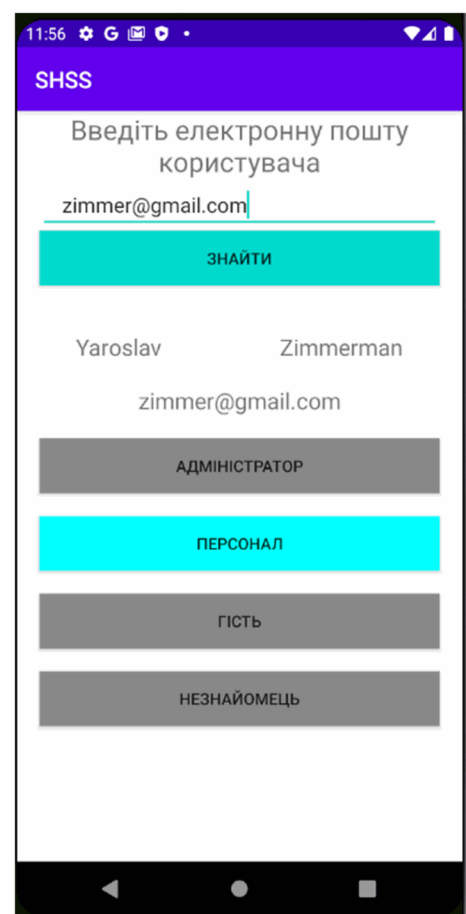 11:56
SHSS
Введіть електронну пошту
користувача
zimmer@gmail.com
ЗНАЙТИ
Yaroslav Zimmerman
zimmer@gmail.com
АДМІНІСТРАТОР
ПЕРСОНАЛ
ГІСТЬ
НЕЗНАЙОМЕЦЬ